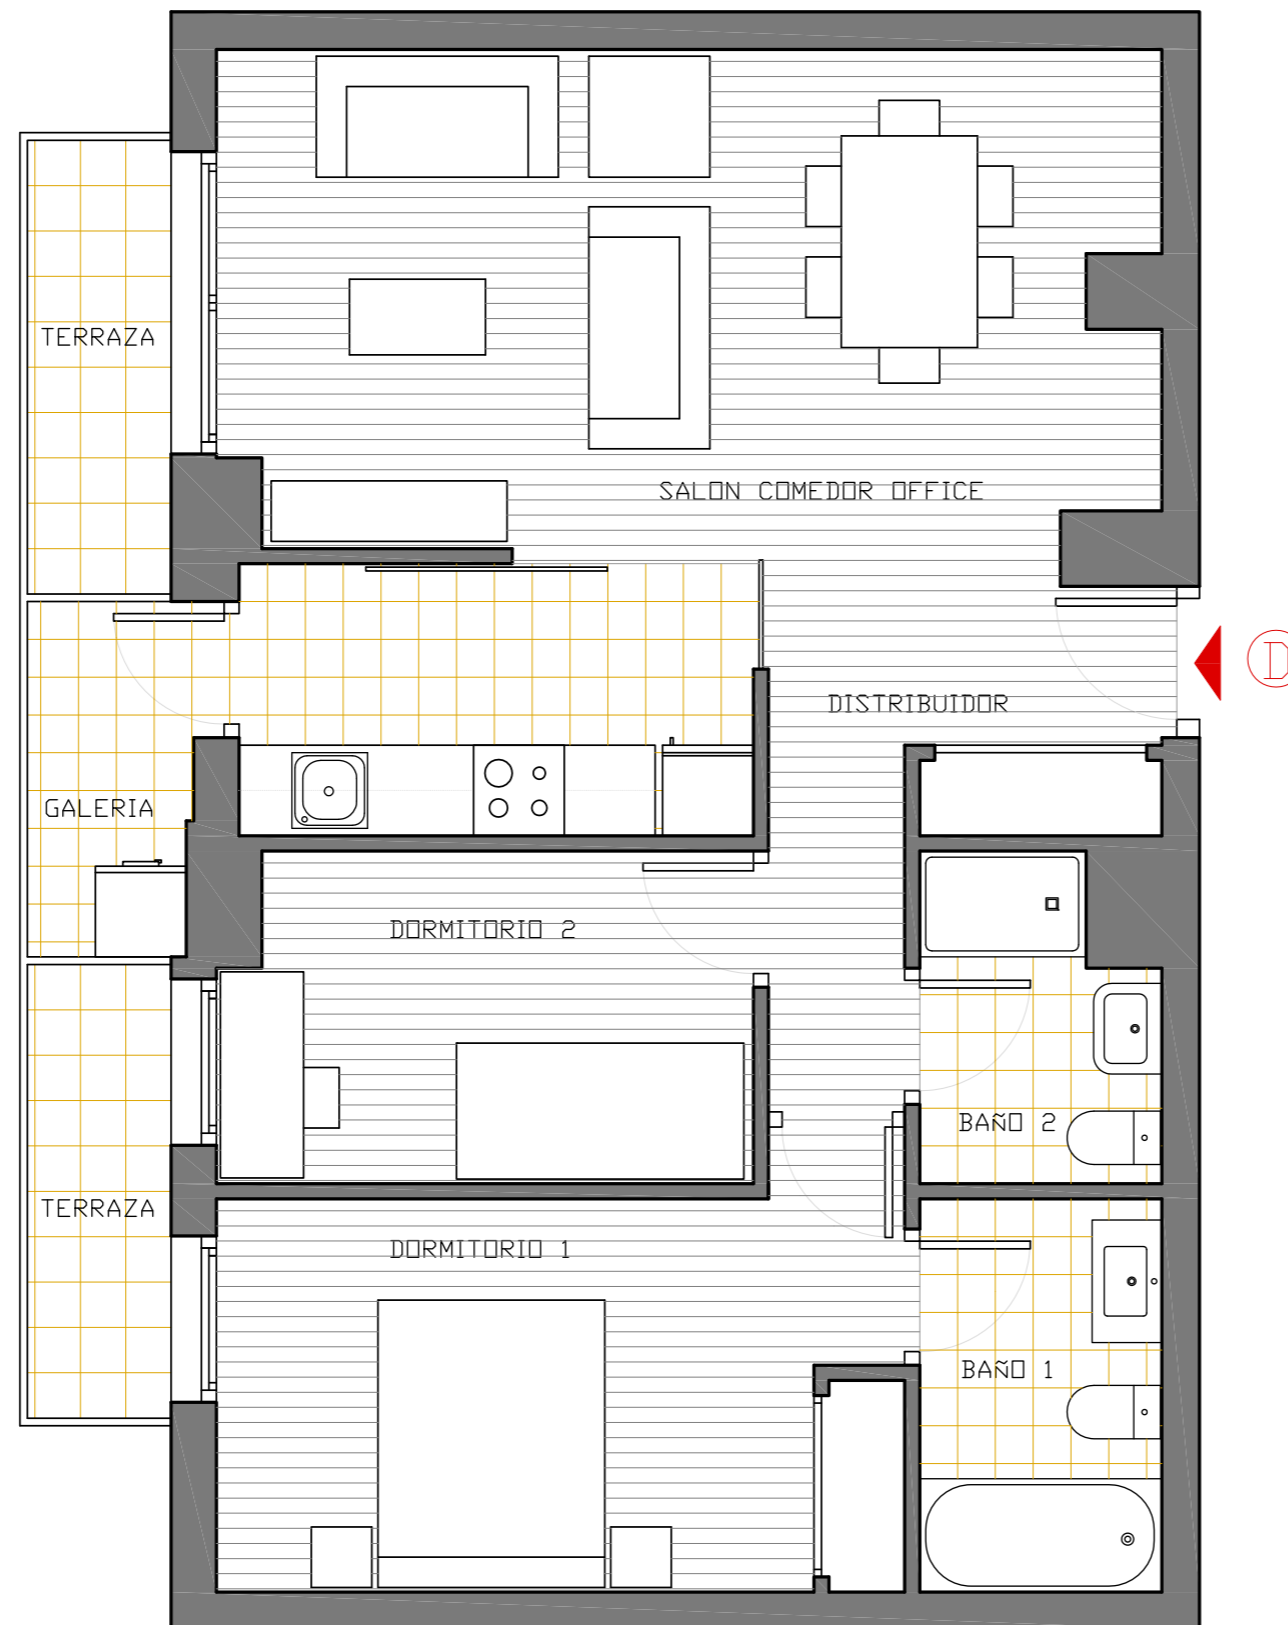 TERRAZA
SALON COMEDOR OFFICE
D
DISTRIBUIDOR
GALERIA
DORMITORIO 2
BAÑO 2
TERRAZA
DORMITORIO 1
BAÑO 1